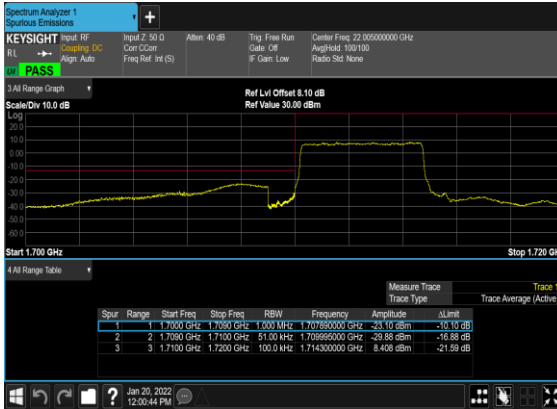 Spectrum Analyzer 1
Spurious Emissions
KEYSIGHT
RL
Input: RF
Coupling: DC
Align: Auto
Input Z: 50 Ω
Corr CCorr
Freq Ref: Int (S)
Atten: 40 dB
Trig: Free Run
Gate: Off
IF Gain: Low
Center Freq: 22.005000000 GHz
Avg|Hold: 100/100
Radio Std: None
PASS
3 All Range Graph
Scale/Div 10.0 dB
Ref Lvl Offset 8.10 dB
Ref Value 30.00 dBm
Log
20.0
10.0
0.00
-10.0
-20.0
-30.0
-40.0
-50.0
-60.0
Start 1.700 GHz
Stop 1.720 GH
4 All Range Table
Measure Trace Trace 1
Trace Type Trace Average (Active
Spur Range Start Freq Stop Freq RBW Frequency Amplitude ΔLimit
1 1 1.7000 GHz 1.7090 GHz 1.000 MHz 1.707890000 GHz -23.10 dBm -10.10 dB
2 2 1.7090 GHz 1.7100 GHz 51.00 kHz 1.709995000 GHz -29.88 dBm -16.88 dB
3 3 1.7100 GHz 1.7200 GHz 100.0 kHz 1.714300000 GHz 8.408 dBm -21.59 dB
Jan 20, 2022
12:00:44 PM